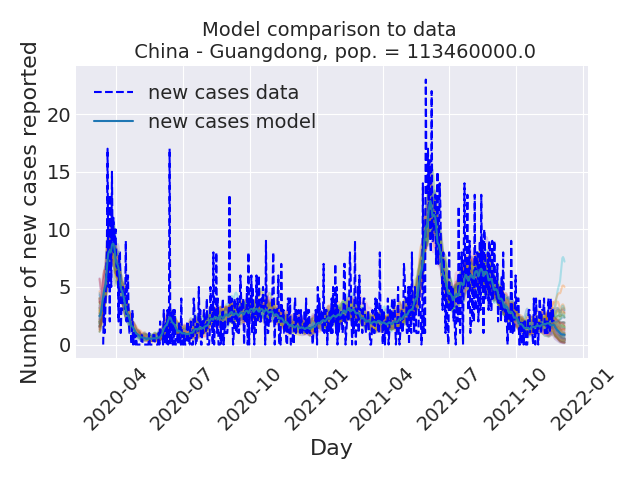 Model comparison to data
China - Guangdong, pop. = 113460000.0
Number of new cases reported
new cases data
new cases model
20
15
10
5
0
2020-04
2020-07
2020-10
2021-01
2021-04
2021-07
2021-10
2022-01
Day